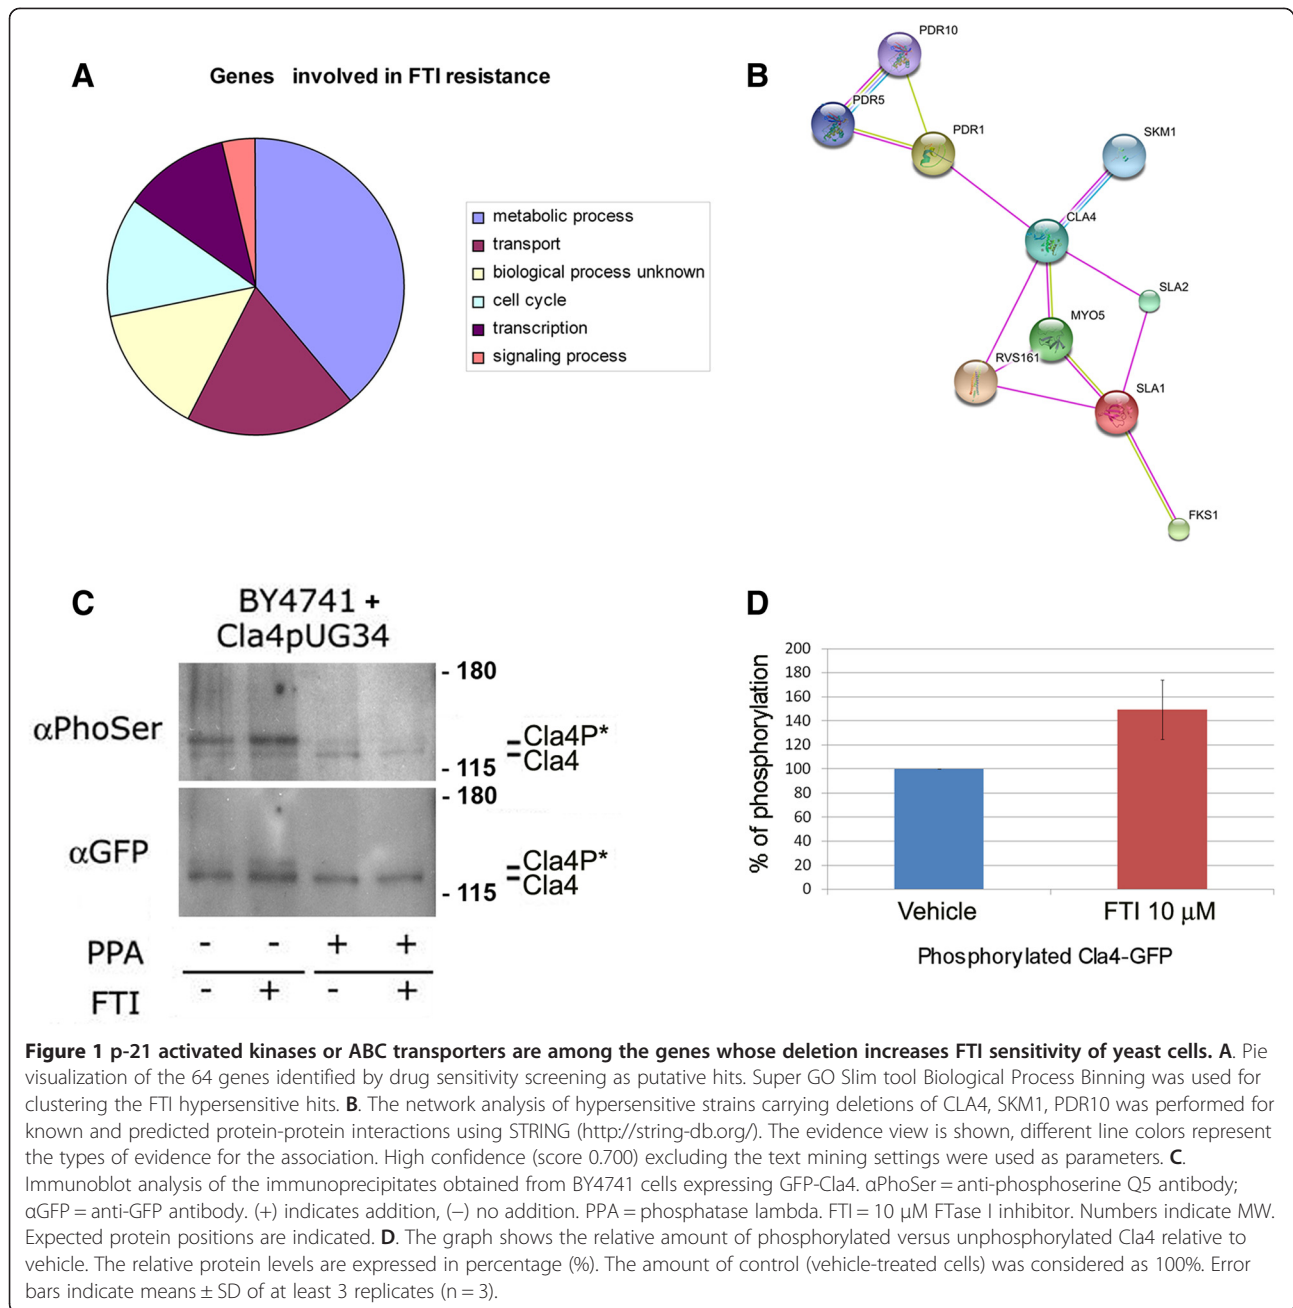 A
Genes involved in FTI resistance
metabolic process
transport
biological process unknown
cell cycle
transcription
signaling process
B
PDR10
PDR5
PDR1
SKM1
CLA4
SLA2
MYO5
RVS161
SLA1
FKS1
C
BY4741 +
Cla4pUG34
αPhoSer
- 180
Cla4P*
Cla4
- 115
αGFP
- 180
Cla4P*
Cla4
- 115
PPA - - + +
FTI - + - +
D
% of phosphorylation
200
180
160
140
120
100
80
60
40
20
0
Vehicle
FTI 10 µM
Phosphorylated Cla4-GFP
Figure 1 p-21 activated kinases or ABC transporters are among the genes whose deletion increases FTI sensitivity of yeast cells. A. Pie
visualization of the 64 genes identified by drug sensitivity screening as putative hits. Super GO Slim tool Biological Process Binning was used for
clustering the FTI hypersensitive hits. B. The network analysis of hypersensitive strains carrying deletions of CLA4, SKM1, PDR10 was performed for
known and predicted protein-protein interactions using STRING (http://string-db.org/). The evidence view is shown, different line colors represent
the types of evidence for the association. High confidence (score 0.700) excluding the text mining settings were used as parameters. C.
Immunoblot analysis of the immunoprecipitates obtained from BY4741 cells expressing GFP-Cla4. αPhoSer = anti-phosphoserine Q5 antibody;
αGFP = anti-GFP antibody. (+) indicates addition, (−) no addition. PPA = phosphatase lambda. FTI = 10 µM FTase I inhibitor. Numbers indicate MW.
Expected protein positions are indicated. D. The graph shows the relative amount of phosphorylated versus unphosphorylated Cla4 relative to
vehicle. The relative protein levels are expressed in percentage (%). The amount of control (vehicle-treated cells) was considered as 100%. Error
bars indicate means ± SD of at least 3 replicates (n = 3).